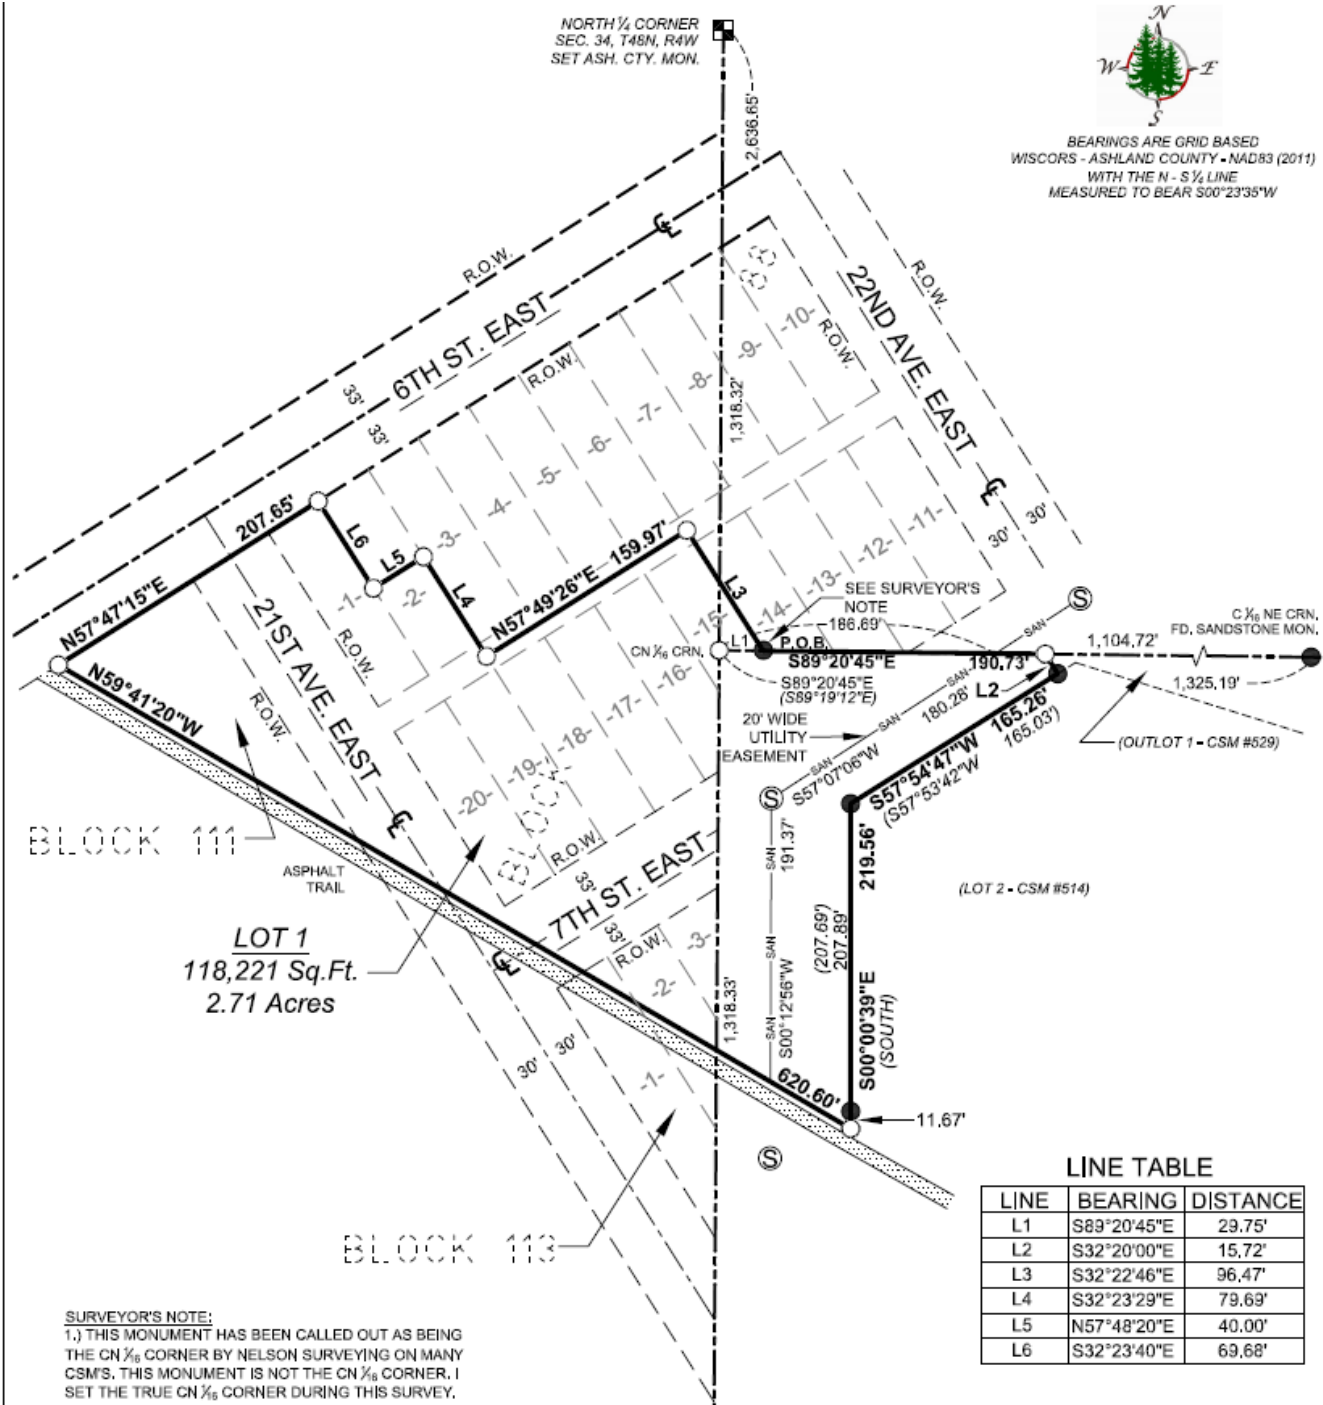 NORTH ¼ CORNER
SEC. 34, T48N, R4W
SET ASH. CTY. MON.
N
W
E
S
BEARINGS ARE GRID BASED
WISCORS - ASHLAND COUNTY - NAD83 (2011)
WITH THE N - S ¼ LINE
MEASURED TO BEAR S00°23'35"W
2,636.65'
R.O.W.
6TH ST. EAST
33'
33'
R.O.W.
88
22ND AVE. EAST
R.O.W.
R.O.W.
30'
30'
1,318.32'
-10-
-9-
-8-
-7-
-6-
-5-
-4-
-3-
-2-
-1-
-11-
-12-
-13-
-14-
-15-
-16-
-17-
-18-
-19-
-20-
207.65'
N57°47'15"E
L6
L5
L4
N57°49'26"E 159.97'
L3
SEE SURVEYOR'S
NOTE
186.69'
CN 1⁄16 CRN.
L1
P.O.B.
S89°20'45"E
190.73'
S89°20'45"E
(S89°19'12"E)
C 1⁄16 NE CRN.
FD. SANDSTONE MON.
1,104.72'
1,325.19'
S
SAN
SAN
SAN
SAN
180.28'
S57°07'06"W
L2
165.26'
165.03')
S57°54'47"W
(S57°53'42"W
(OUTLOT 1 - CSM #529)
20' WIDE
UTILITY
EASEMENT
S
191.37'
SAN
SAN
SAN
S00°12'56"W
219.56'
(207.69')
207.89'
S00°00'39"E
(SOUTH)
(LOT 2 - CSM #514)
N59°41'20"W
R.O.W.
R.O.W.
21ST AVE. EAST
BLOCK 111
ASPHALT
TRAIL
BLOCK
R.O.W.
33'
7TH ST. EAST
33'
R.O.W.
-3-
-2-
-1-
LOT 1
118,221 Sq.Ft.
2.71 Acres
30'
30'
1,318.33'
620.60'
11.67'
S
BLOCK 113
LINE TABLE
LINE BEARING DISTANCE
L1 S89°20'45"E 29.75'
L2 S32°20'00"E 15.72'
L3 S32°22'46"E 96.47'
L4 S32°23'29"E 79.69'
L5 N57°48'20"E 40.00'
L6 S32°23'40"E 69.68'
SURVEYOR'S NOTE:
1.) THIS MONUMENT HAS BEEN CALLED OUT AS BEING
THE CN 1⁄16 CORNER BY NELSON SURVEYING ON MANY
CSM'S. THIS MONUMENT IS NOT THE CN 1⁄16 CORNER. I
SET THE TRUE CN 1⁄16 CORNER DURING THIS SURVEY.